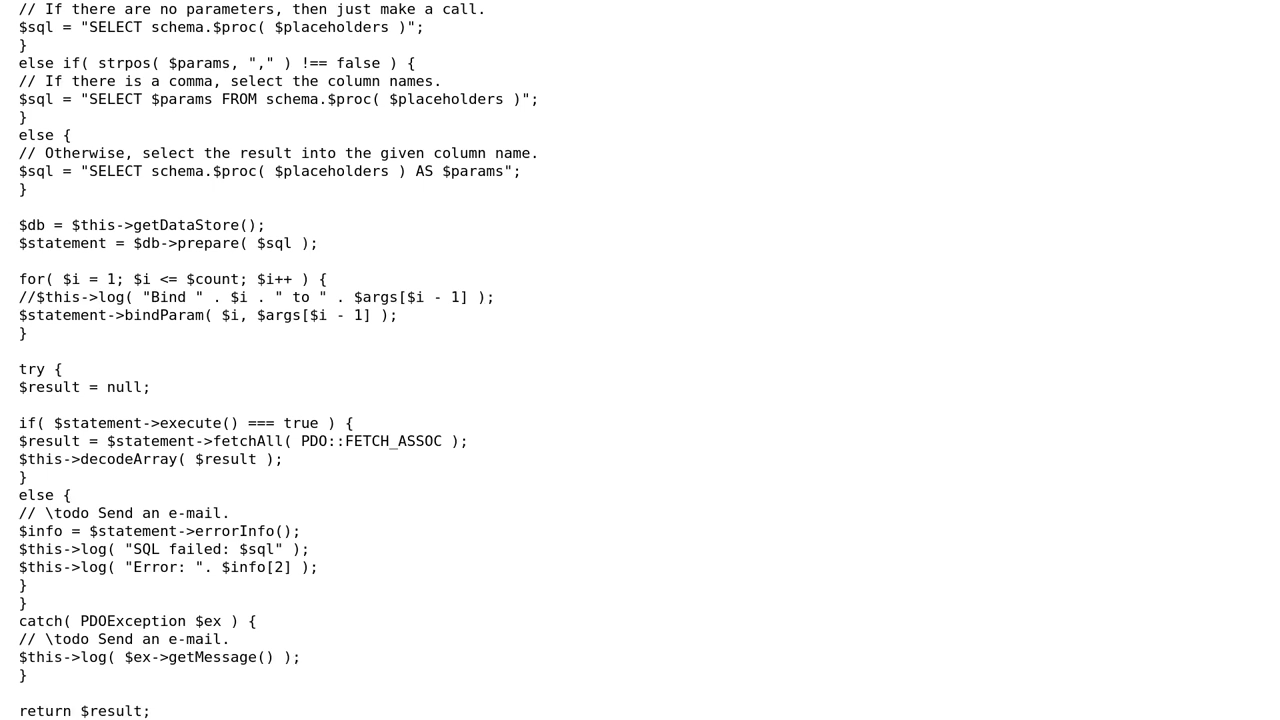 // If there are no parameters, then just make a call.
$sql = "SELECT schema.$proc( $placeholders )";
}
else if( strpos( $params, "," ) !== false ) {
// If there is a comma, select the column names.
$sql = "SELECT $params FROM schema.$proc( $placeholders )";
}
else {
// Otherwise, select the result into the given column name.
$sql = "SELECT schema.$proc( $placeholders ) AS $params";
}

$db = $this->getDataStore();
$statement = $db->prepare( $sql );

for( $i = 1; $i <= $count; $i++ ) {
//$this->log( "Bind " . $i . " to " . $args[$i - 1] );
$statement->bindParam( $i, $args[$i - 1] );
}

try {
$result = null;

if( $statement->execute() === true ) {
$result = $statement->fetchAll( PDO::FETCH_ASSOC );
$this->decodeArray( $result );
}
else {
// \todo Send an e-mail.
$info = $statement->errorInfo();
$this->log( "SQL failed: $sql" );
$this->log( "Error: ". $info[2] );
}
}
catch( PDOException $ex ) {
// \todo Send an e-mail.
$this->log( $ex->getMessage() );
}

return $result;